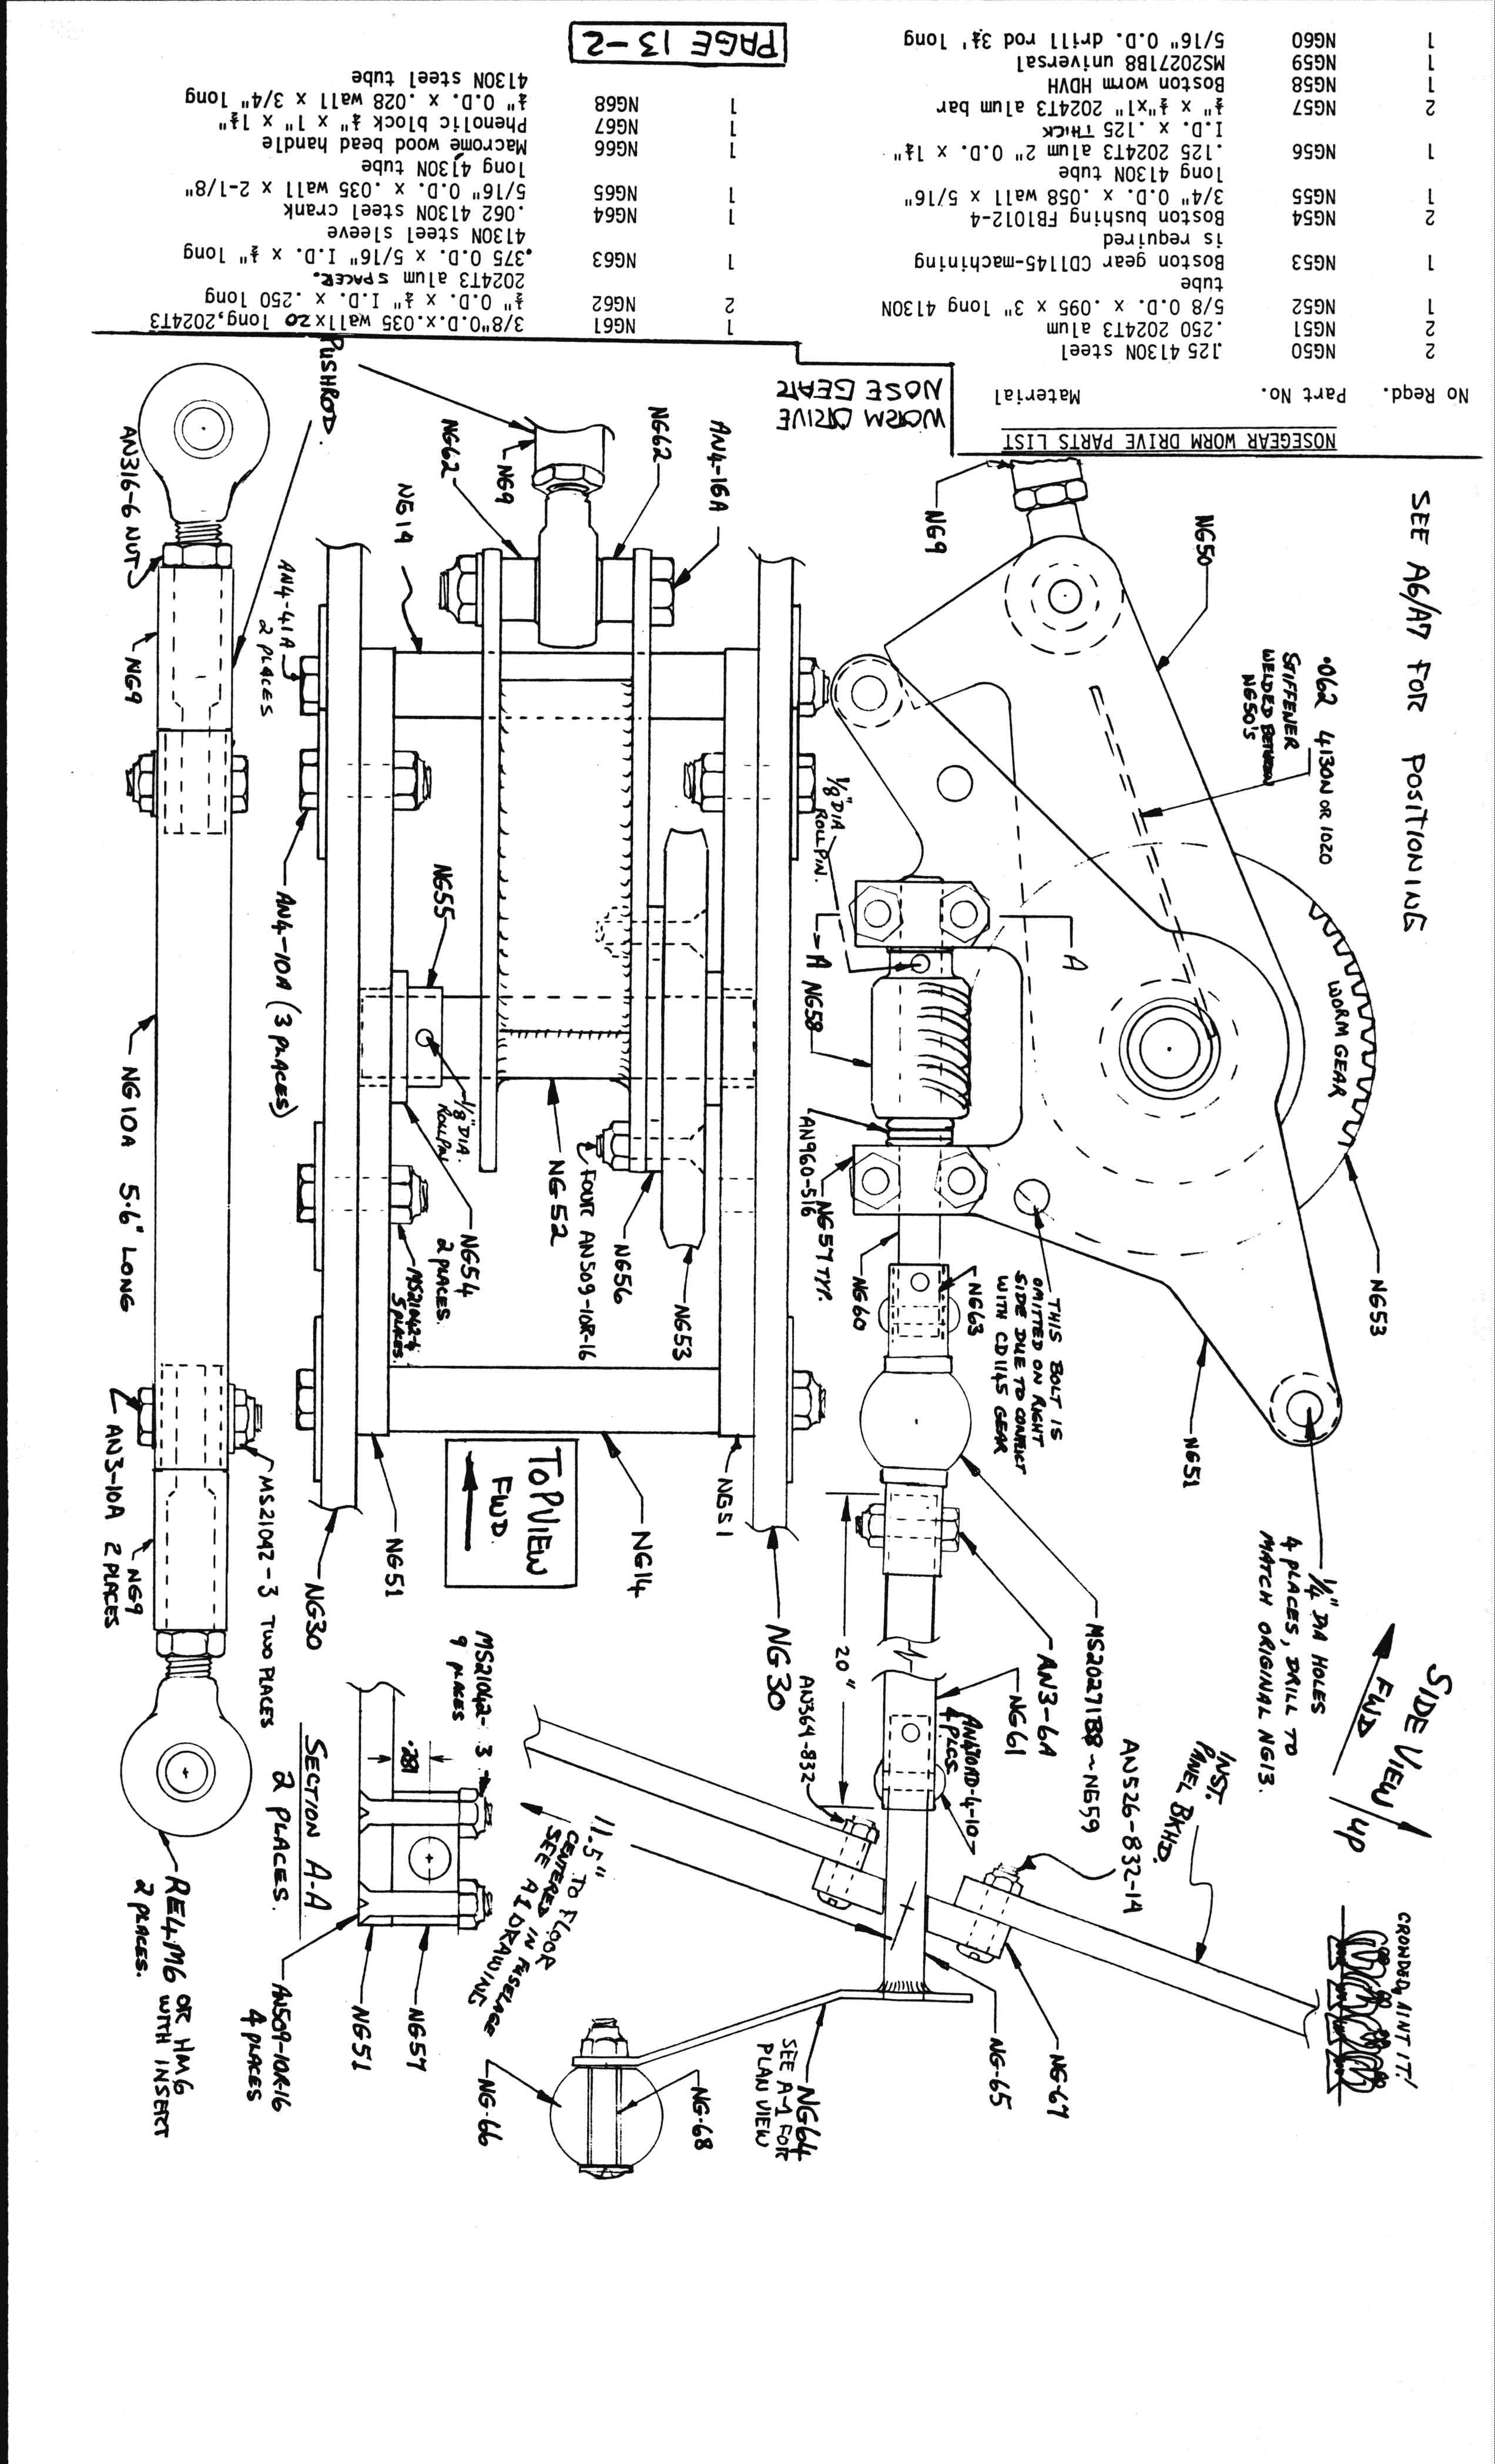 PAGE 13-2
NOSEGEAR WORM DRIVE PARTS LIST
No Reqd. Part No. Material
2 NG50 .125 4130N steel
2 NG51 .250 2024T3 alum
1 NG52 5/8 O.D. x .095 x 3" long 4130N
tube
1 NG53 Boston gear CD1145-machining
is required
2 NG54 Boston bushing FB1012-4
1 NG55 3/4" O.D. x .058 wall x 5/16"
long 4130N tube
1 NG56 .125 2024T3 alum 2" O.D. x 1¼"
I.D. x .125 THICK
2 NG57 ½" x ½"x1" 2024T3 alum bar
1 NG58 Boston worm HDVH
1 NG59 MS20271B8 universal
1 NG60 5/16" O.D. drill rod 3¾' long
1 NG61 3/8"O.D.x.035 wall x 20 long,2024T3
2 NG62 ½" O.D. x ¼" I.D. x .250 long
2024T3 alum SPACER.
1 NG63 .375 O.D. x 5/16" I.D. x ½" long
4130N steel sleeve
1 NG64 .062 4130N steel crank
1 NG65 5/16" O.D. x .035 wall x 2-1/8"
long 4130N tube
1 NG66 Macrome wood bead handle
1 NG67 Phenolic block ¼" x 1" x 1½"
1 NG68 ¼" O.D. x .028 wall x 3/4" long
4130N steel tube
WORM DRIVE
NOSE GEAR
SEE A6/A7 FOR POSITIONING
NG9
NG50
.062 4130N OR 1020
STIFFENER
WELDED BETWEEN
NG50'S
WORM GEAR
NG53
NG51
¼" DIA HOLES
4 PLACES, DRILL TO
MATCH ORIGINAL NG13.
SIDE VIEW
FWD
UP
CROWDED, AINT IT!
⅛" DIA
ROLLPIN.
A
A
NG58
AN960-516
NG57 TYP.
NG60
NG63
THIS BOLT IS
OMITTED ON RIGHT
SIDE DUE TO CONFLICT
WITH CD1145 GEAR
MS20271B8-NG59
AN3-6A
NG61
20"
AN470AD-4-10
4 PLCS
AN364-832
AN526-832-14
INST.
PANEL BKHD.
NG-67
NG-65
NG64
SEE A-1 FOR
PLAN VIEW
NG-68
NG-66
11.5" TO FLOOR
CENTERED IN FUSELAGE
SEE A1 DRAWING
PUSHROD.
NG62
NG9
NG62
AN4-16A
NG14
AN4-41A
2 PLACES
AN4-10A (3 PLACES)
NG55
⅛" DIA.
ROLLPIN
NG54
2 PLACES.
MS21042-4
5 PLACES.
NG52
FOUR AN509-10R-16
NG56
NG53
NG51
NG14
NG51
NG30
NG30
TOP VIEW
FWD.
AN316-6 NUT
NG9
NG10A 5.6" LONG
AN3-10A 2 PLACES
MS21042-3 TWO PLACES
NG9
RE4M6 OR HM6
WITH INSERT
2 PLACES.
MS21042-3
9 PLACES
.281
SECTION A-A
2 PLACES.
NG57
NG51
AN509-10R-16
4 PLACES